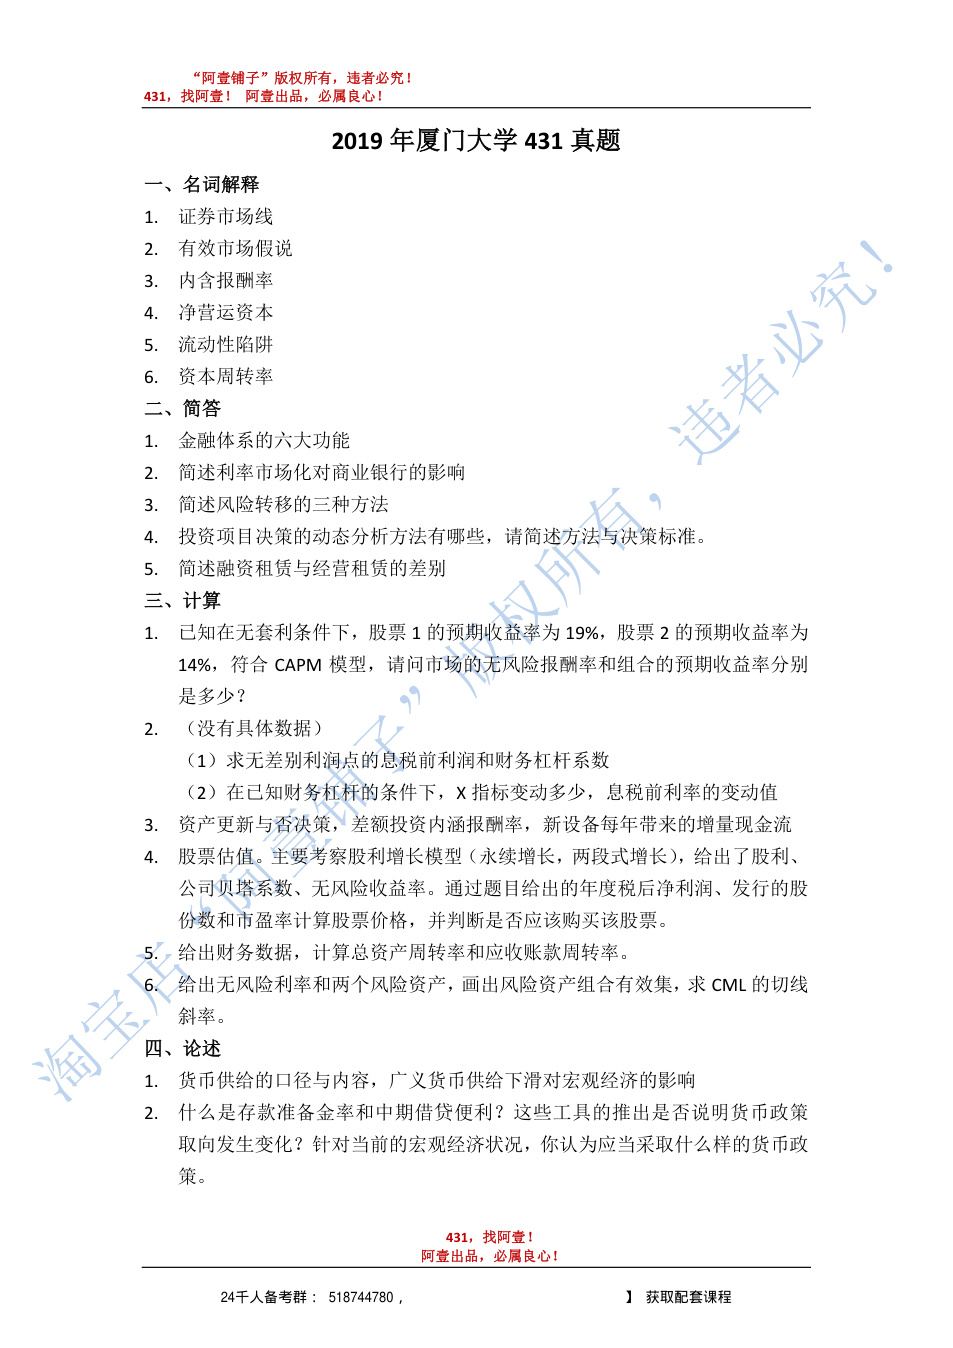 “阿壹铺子”版权所有，违者必究！
431，找阿壹！ 阿壹出品，必属良心！
2019 年厦门大学 431 真题
一、名词解释
1. 证券市场线
2. 有效市场假说
3. 内含报酬率
4. 净营运资本
5. 流动性陷阱
6. 资本周转率
二、简答
1. 金融体系的六大功能
2. 简述利率市场化对商业银行的影响
3. 简述风险转移的三种方法
4. 投资项目决策的动态分析方法有哪些，请简述方法与决策标准。
5. 简述融资租赁与经营租赁的差别
三、计算
1. 已知在无套利条件下，股票 1 的预期收益率为 19%，股票 2 的预期收益率为
14%，符合 CAPM 模型，请问市场的无风险报酬率和组合的预期收益率分别
是多少？
2. （没有具体数据）
（1）求无差别利润点的息税前利润和财务杠杆系数
（2）在已知财务杠杆的条件下，X 指标变动多少，息税前利率的变动值
3. 资产更新与否决策，差额投资内涵报酬率，新设备每年带来的增量现金流
4. 股票估值。主要考察股利增长模型（永续增长，两段式增长），给出了股利、
公司贝塔系数、无风险收益率。通过题目给出的年度税后净利润、发行的股
份数和市盈率计算股票价格，并判断是否应该购买该股票。
5. 给出财务数据，计算总资产周转率和应收账款周转率。
6. 给出无风险利率和两个风险资产，画出风险资产组合有效集，求 CML 的切线
斜率。
四、论述
1. 货币供给的口径与内容，广义货币供给下滑对宏观经济的影响
2. 什么是存款准备金率和中期借贷便利？这些工具的推出是否说明货币政策
取向发生变化？针对当前的宏观经济状况，你认为应当采取什么样的货币政
策。
淘宝店“阿壹铺子”版权所有，违者必究！
431，找阿壹！
阿壹出品，必属良心！
24千人备考群： 518744780， 】 获取配套课程